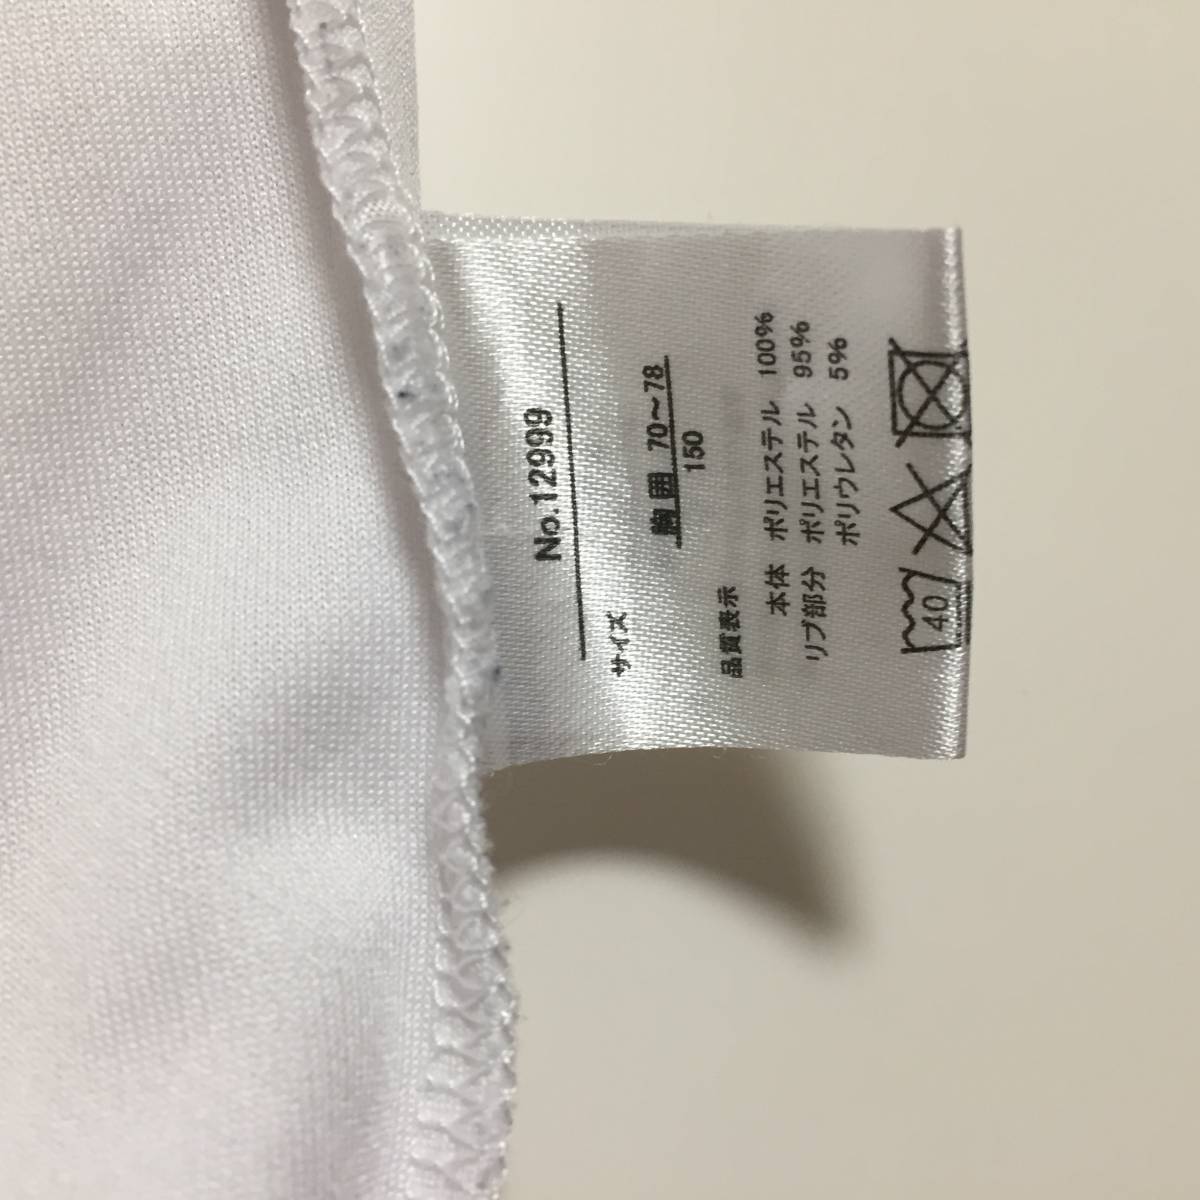 No.12999
サイズ
胸囲 70~78
150
品質表示
本体 ポリエステル 100%
リブ部分 ポリエステル 95%
ポリウレタン 5%
40